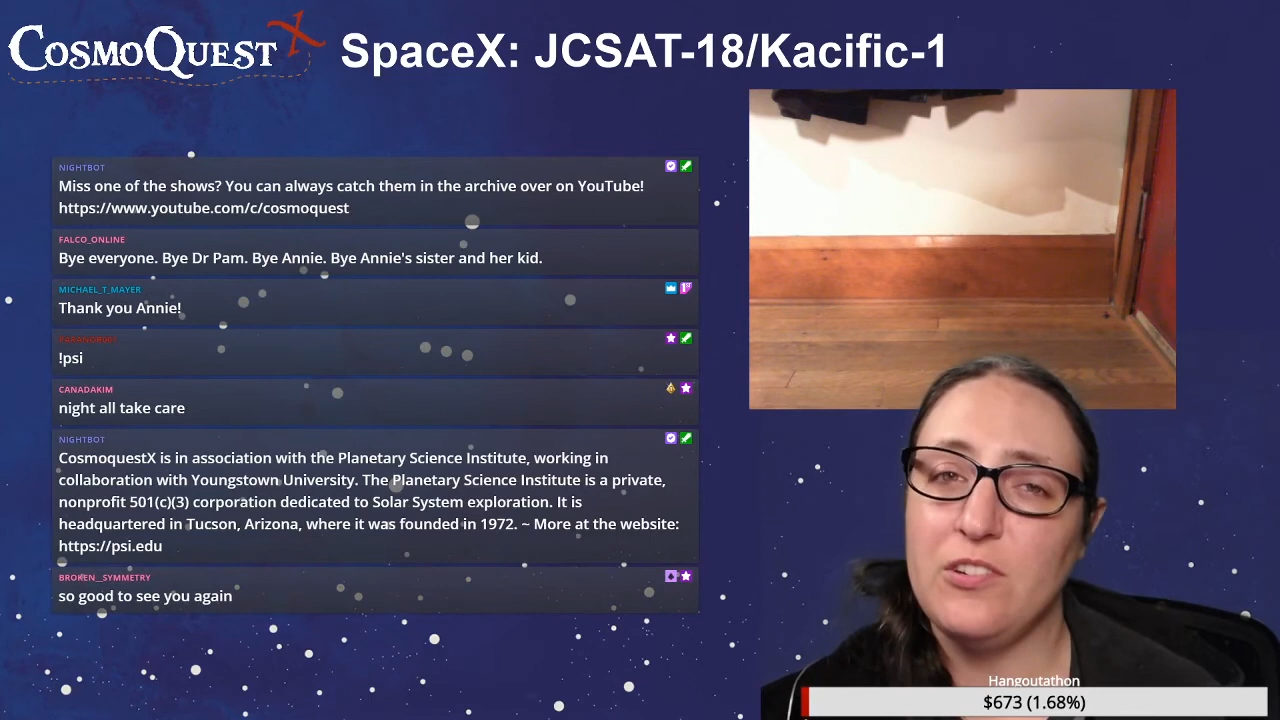 CosmoQuest X
SpaceX: JCSAT-18/Kacific-1
NIGHTBOT
Miss one of the shows? You can always catch them in the archive over on YouTube!
https://www.youtube.com/c/cosmoquest
FALCO_ONLINE
Bye everyone. Bye Dr Pam. Bye Annie. Bye Annie's sister and her kid.
MICHAEL_T_MAYER
Thank you Annie!
!psi
CANADAKIM
night all take care
NIGHTBOT
CosmoquestX is in association with the Planetary Science Institute, working in
collaboration with Youngstown University. The Planetary Science Institute is a private,
nonprofit 501(c)(3) corporation dedicated to Solar System exploration. It is
headquartered in Tucson, Arizona, where it was founded in 1972. ~ More at the website:
https://psi.edu
BROKEN_SYMMETRY
so good to see you again
Hangoutathon
$673 (1.68%)